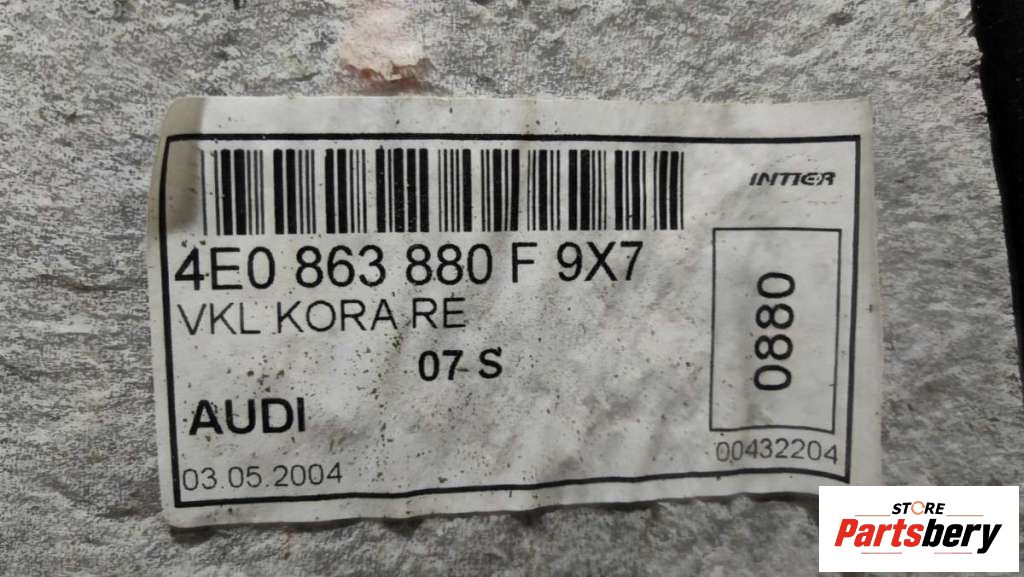 INTIER
4E0 863 880 F 9X7
VKL KORA RE
07 S
0880
AUDI
00432204
03.05.2004
STORE
Partsbery